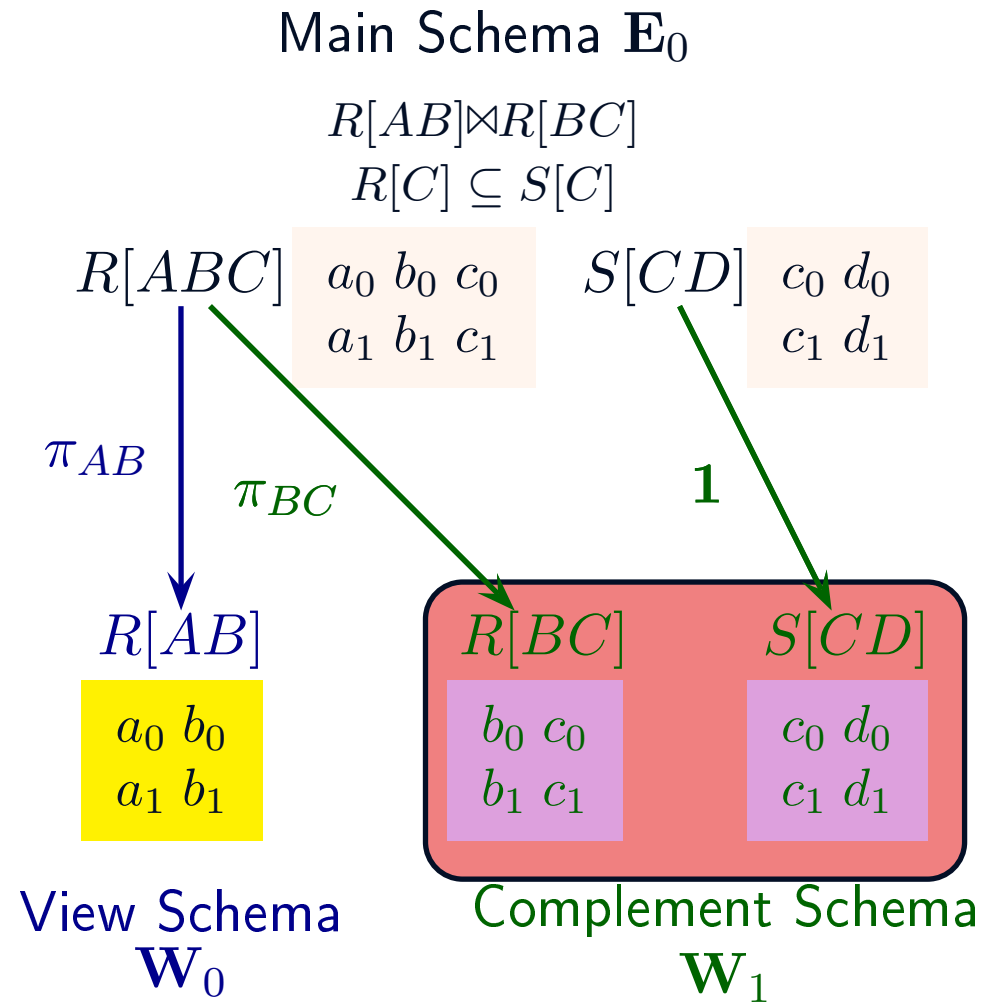 Main Schema E₀
R[AB]⋈R[BC]
R[C] ⊆ S[C]
R[ABC] a₀ b₀ c₀ S[CD] c₀ d₀
a₁ b₁ c₁ c₁ d₁
π_AB
π_BC
1
R[AB] R[BC] S[CD]
a₀ b₀ b₀ c₀ c₀ d₀
a₁ b₁ b₁ c₁ c₁ d₁
View Schema
W₀
Complement Schema
W₁